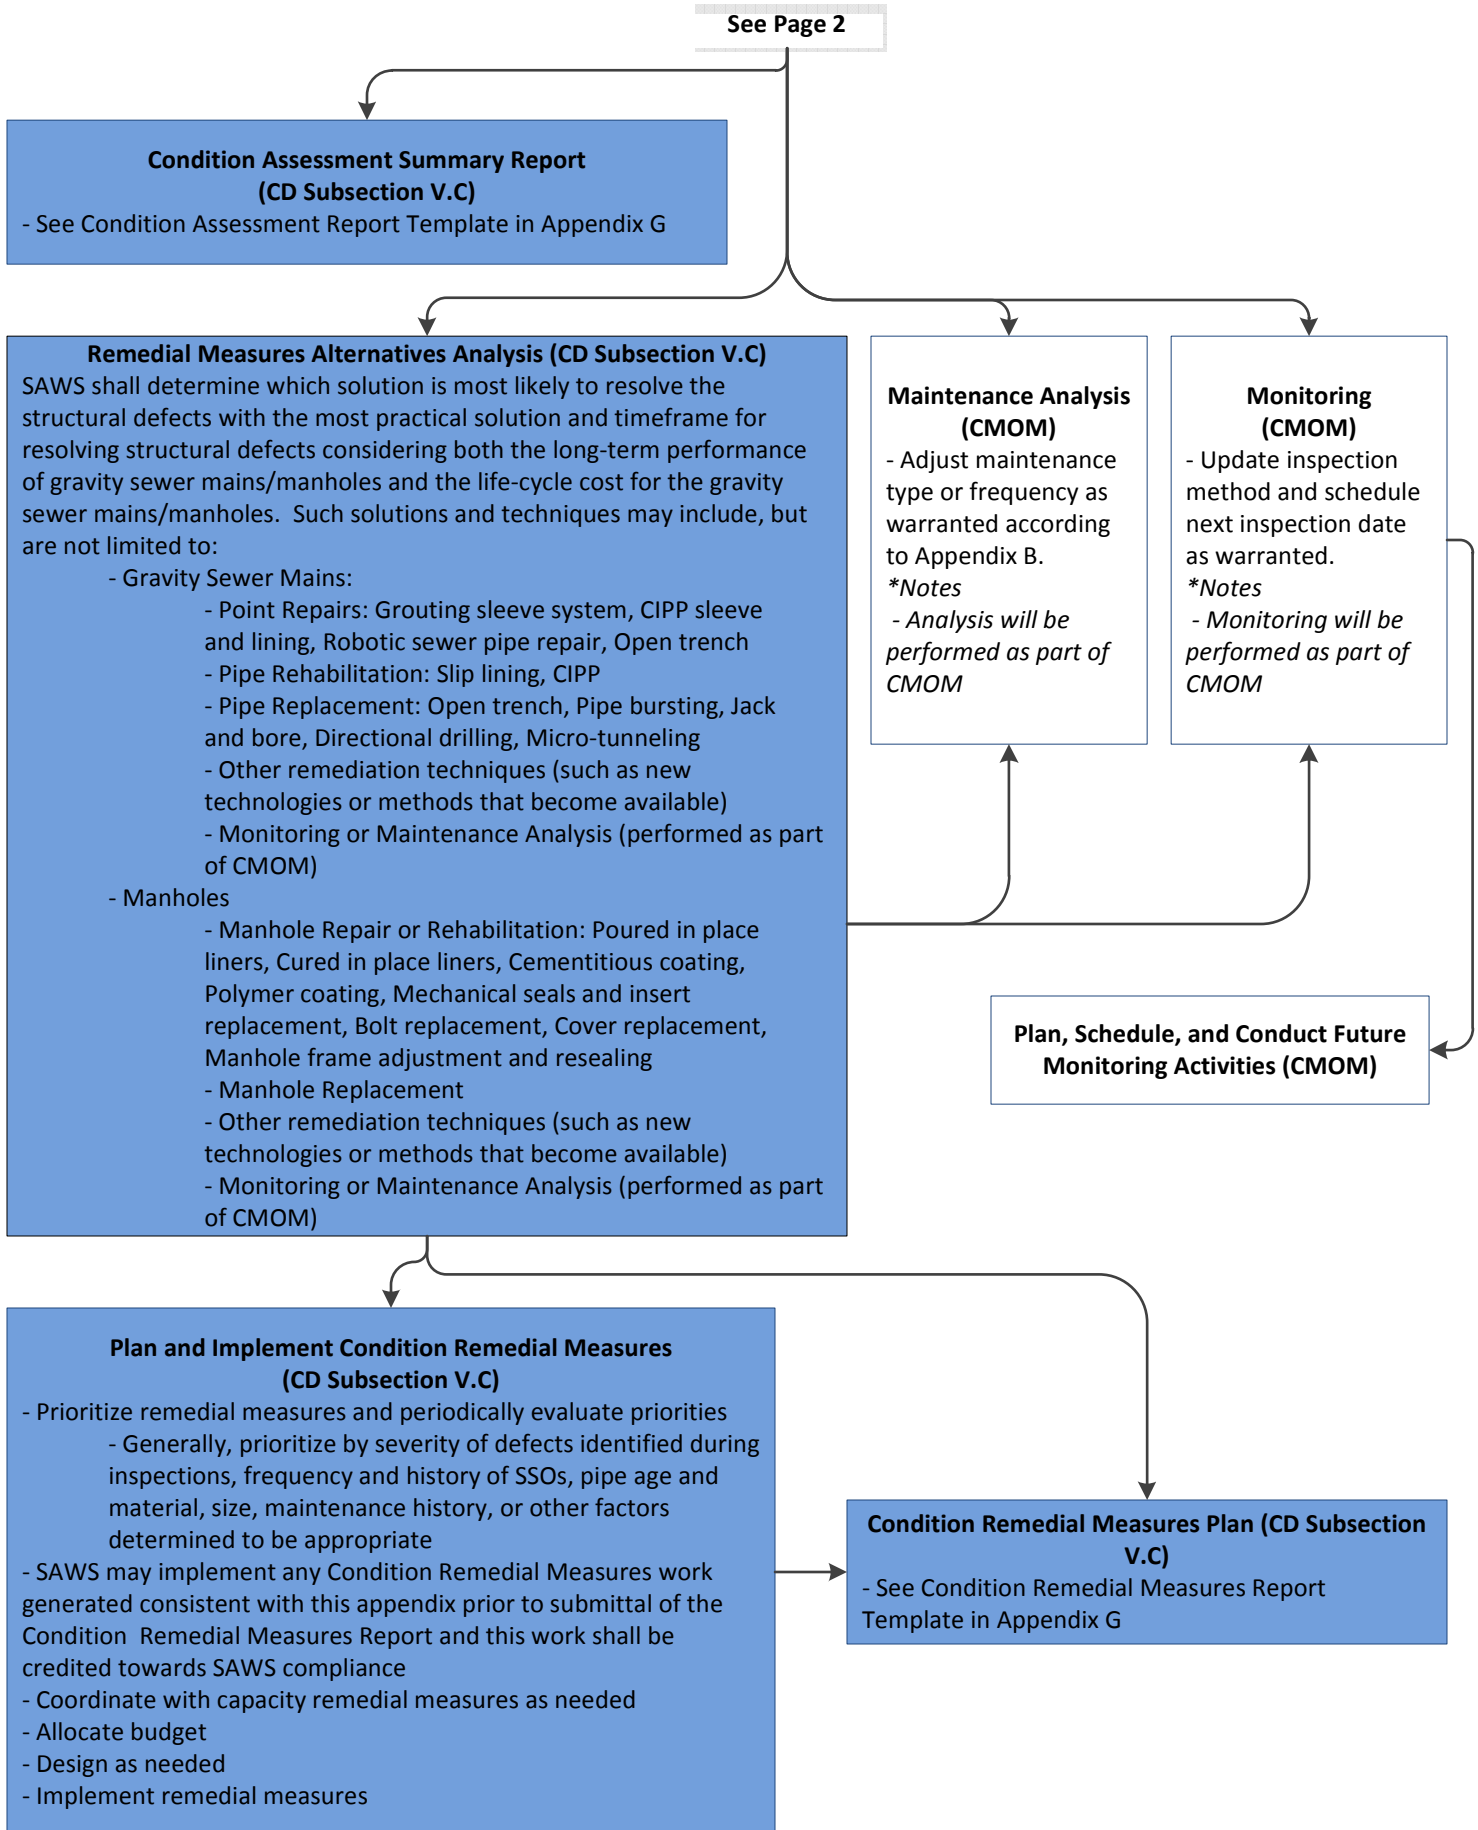 See Page 2
Condition Assessment Summary Report
(CD Subsection V.C)
- See Condition Assessment Report Template in Appendix G
Remedial Measures Alternatives Analysis (CD Subsection V.C)
SAWS shall determine which solution is most likely to resolve the
structural defects with the most practical solution and timeframe for
resolving structural defects considering both the long-term performance
of gravity sewer mains/manholes and the life-cycle cost for the gravity
sewer mains/manholes.  Such solutions and techniques may include, but
are not limited to:
- Gravity Sewer Mains:
- Point Repairs: Grouting sleeve system, CIPP sleeve
and lining, Robotic sewer pipe repair, Open trench
- Pipe Rehabilitation: Slip lining, CIPP
- Pipe Replacement: Open trench, Pipe bursting, Jack
and bore, Directional drilling, Micro-tunneling
- Other remediation techniques (such as new
technologies or methods that become available)
- Monitoring or Maintenance Analysis (performed as part
of CMOM)
- Manholes
- Manhole Repair or Rehabilitation: Poured in place
liners, Cured in place liners, Cementitious coating,
Polymer coating, Mechanical seals and insert
replacement, Bolt replacement, Cover replacement,
Manhole frame adjustment and resealing
- Manhole Replacement
- Other remediation techniques (such as new
technologies or methods that become available)
- Monitoring or Maintenance Analysis (performed as part
of CMOM)
Maintenance Analysis
(CMOM)
- Adjust maintenance
type or frequency as
warranted according
to Appendix B.
*Notes
- Analysis will be
performed as part of
CMOM
Monitoring
(CMOM)
- Update inspection
method and schedule
next inspection date
as warranted.
*Notes
- Monitoring will be
performed as part of
CMOM
Plan, Schedule, and Conduct Future
Monitoring Activities (CMOM)
Plan and Implement Condition Remedial Measures
(CD Subsection V.C)
- Prioritize remedial measures and periodically evaluate priorities
- Generally, prioritize by severity of defects identified during
inspections, frequency and history of SSOs, pipe age and
material, size, maintenance history, or other factors
determined to be appropriate
- SAWS may implement any Condition Remedial Measures work
generated consistent with this appendix prior to submittal of the
Condition  Remedial Measures Report and this work shall be
credited towards SAWS compliance
- Coordinate with capacity remedial measures as needed
- Allocate budget
- Design as needed
- Implement remedial measures
Condition Remedial Measures Plan (CD Subsection
V.C)
- See Condition Remedial Measures Report
Template in Appendix G